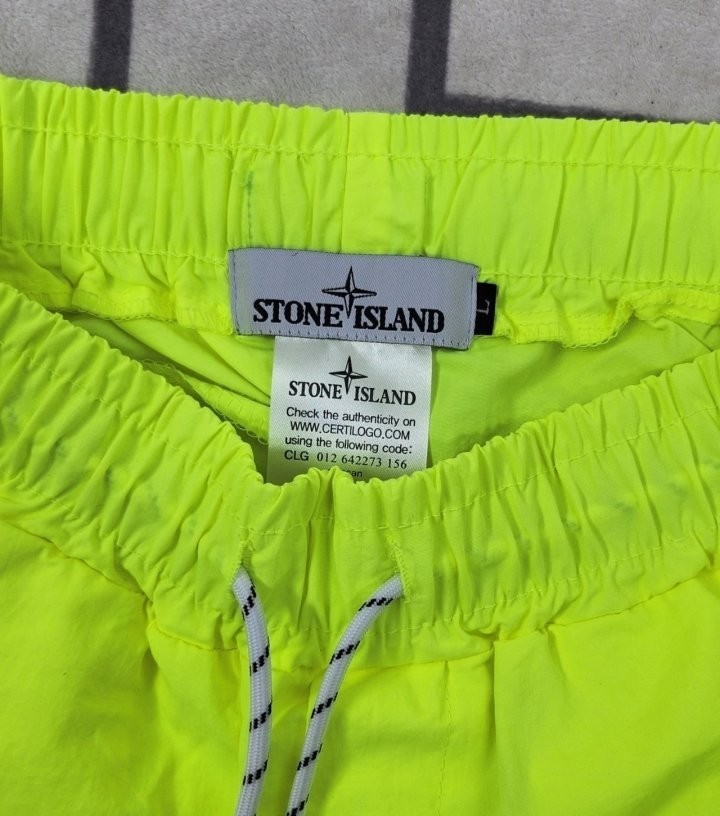 STONE ISLAND
L
STONE ISLAND
Check the authenticity on
WWW.CERTILOGO.COM
using the following code:
CLG 012 642273 156